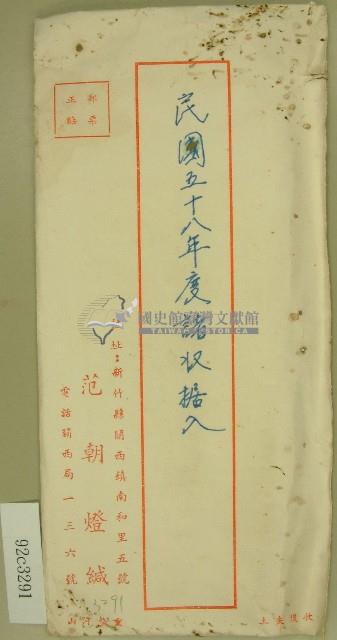 郵票
正貼
民國五十八年度諸收据入
國史館臺灣文獻館
TAIWAN HISTORICA
址：新竹縣關西鎮南和里五號
范朝燈緘
電話關西局一三六號
92c3291